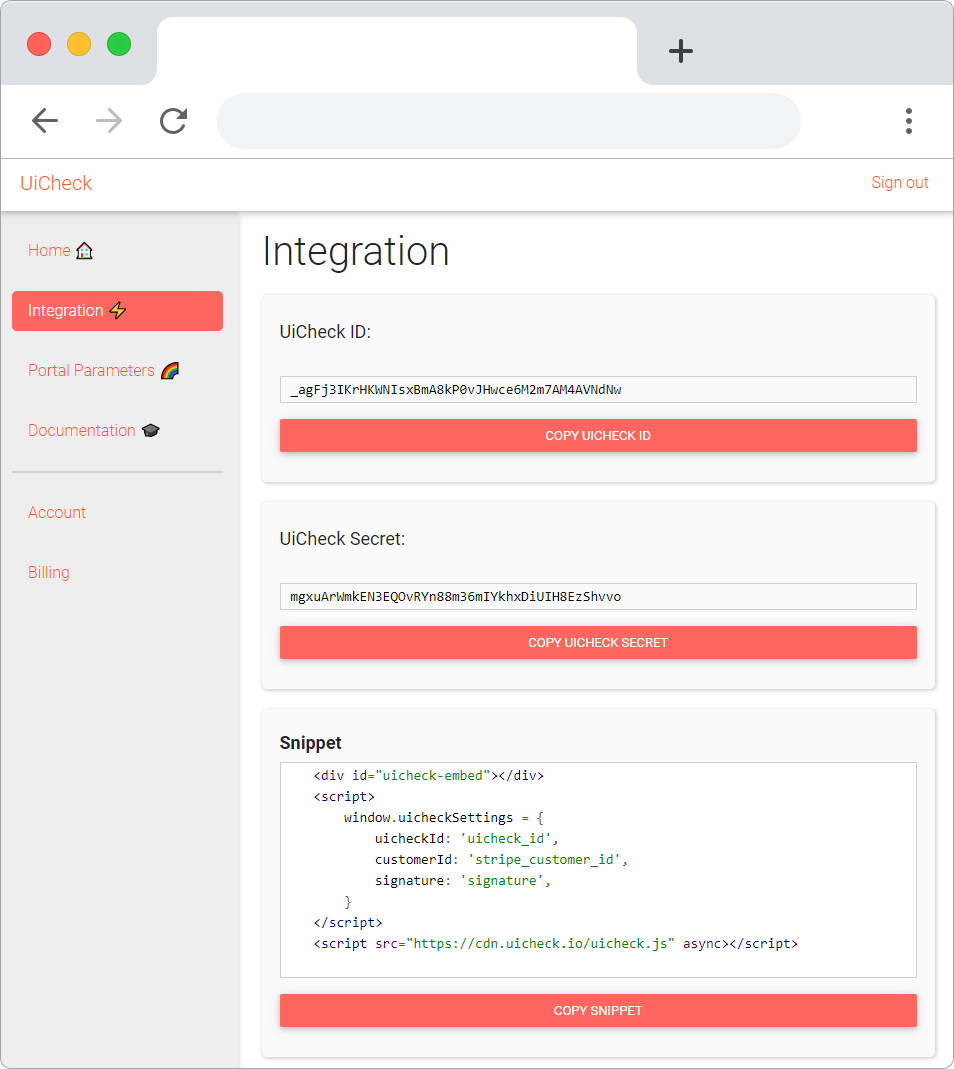 UiCheck
Sign out
Home
Integration
Portal Parameters
Documentation
Account
Billing
Integration
UiCheck ID:
_agFj3IKrHKWNIsxBmA8kP0vJHwce6M2m7AM4AVNdNw
COPY UICHECK ID
UiCheck Secret:
mgxuArWmkEN3EQOvRYn88m36mIYkhxDiUIH8EzShvvo
COPY UICHECK SECRET
Snippet
<div id="uicheck-embed"></div>
<script>
window.uicheckSettings = {
uicheckId: 'uicheck_id',
customerId: 'stripe_customer_id',
signature: 'signature',
}
</script>
<script src="https://cdn.uicheck.io/uicheck.js" async></script>
COPY SNIPPET